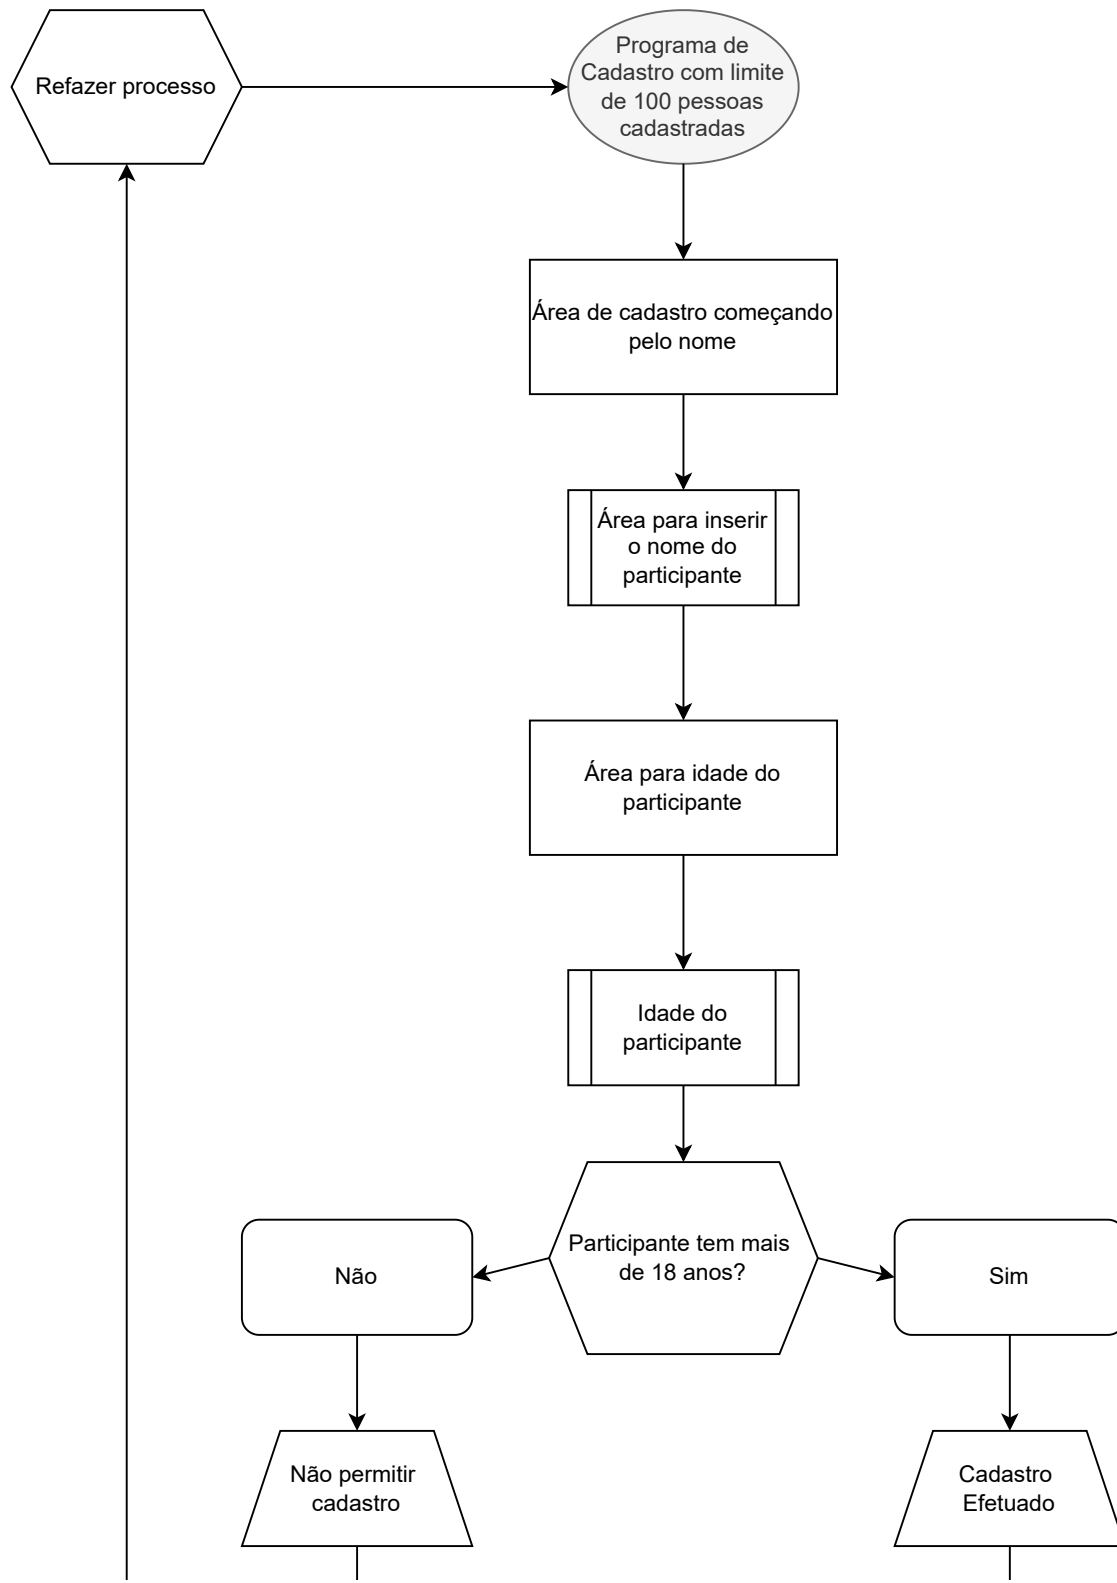 Refazer processo
Programa de
Cadastro com limite
de 100 pessoas
cadastradas
Área de cadastro começando
pelo nome
Área para inserir
o nome do
participante
Área para idade do
participante
Idade do
participante
Participante tem mais
de 18 anos?
Não
Sim
Não permitir
cadastro
Cadastro
Efetuado